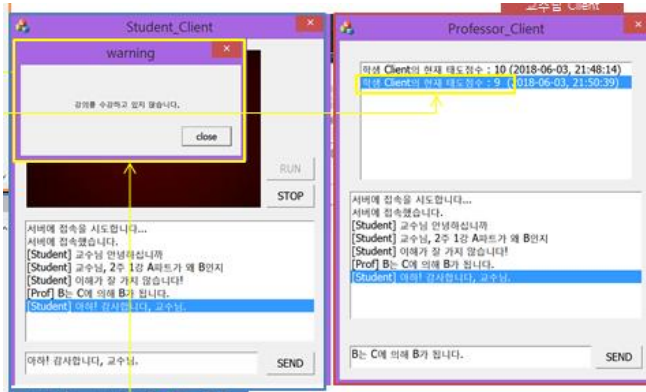 교수님 Client
Student_Client
warning
강의를 수강하고 있지 않습니다.
close
RUN
STOP
서버에 접속을 시도합니다...
서버에 접속했습니다.
[Student] 교수님 안녕하십니까
[Student] 교수님, 2주 1강 A파트가 왜 B인지
[Student] 이해가 잘 가지 않습니다!
[Prof] B는 C에 의해 B가 됩니다.
[Student] 아하! 감사합니다, 교수님.
아하! 감사합니다, 교수님.
SEND
Professor_Client
학생 Client의 현재 태도점수 : 10 (2018-06-03, 21:48:14)
학생 Client의 현재 태도점수 : 9 (2018-06-03, 21:50:39)
서버에 접속을 시도합니다...
서버에 접속했습니다.
[Student] 교수님 안녕하십니까
[Student] 교수님, 2주 1강 A파트가 왜 B인지
[Student] 이해가 잘 가지 않습니다!
[Prof] B는 C에 의해 B가 됩니다.
[Student] 아하! 감사합니다, 교수님.
B는 C에 의해 B가 됩니다.
SEND